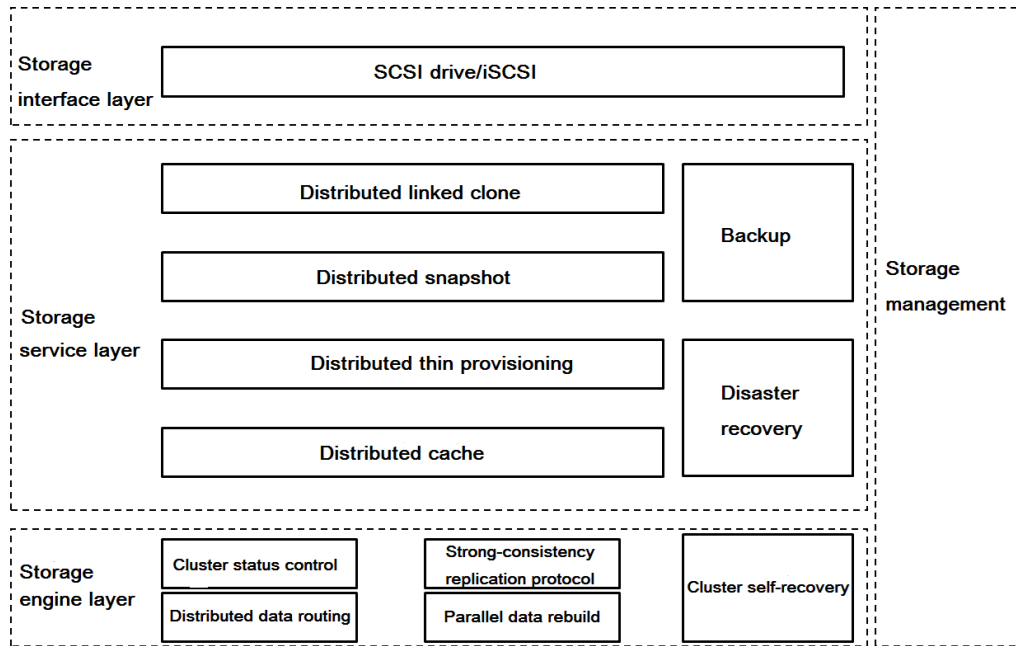 Storage
interface layer
SCSI drive/iSCSI
Storage
service layer
Distributed linked clone
Distributed snapshot
Distributed thin provisioning
Distributed cache
Backup
Disaster
recovery
Storage
engine layer
Cluster status control
Distributed data routing
Strong-consistency
replication protocol
Parallel data rebuild
Cluster self-recovery
Storage
management